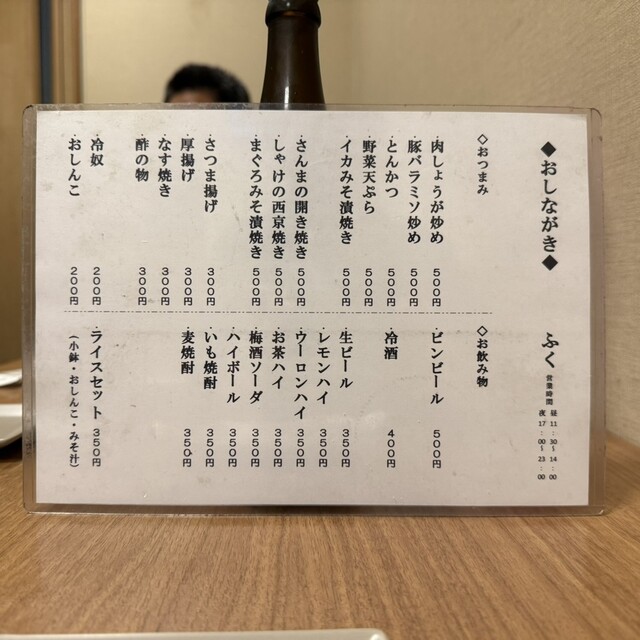 ◆おしながき◆
ふく
営業時間
昼 11:30〜14:00
夜 17:00〜23:00
◇おつまみ
・肉しょうが炒め 500円
・豚バラミソ炒め 500円
・とんかつ 500円
・野菜天ぷら 500円
・イカみそ漬焼き 500円
・さんまの開き焼き 500円
・しゃけの西京焼き 500円
・まぐろみそ漬焼き 500円
・さつま揚げ 300円
・厚揚げ 300円
・なす焼き 300円
・酢の物 300円
・冷奴 200円
・おしんこ 200円
◇お飲み物
・ビンビール 500円
・冷酒 400円
・生ビール 350円
・レモンハイ 350円
・ウーロンハイ 350円
・お茶ハイ 350円
・梅酒ソーダ 350円
・ハイボール 350円
・いも焼酎 350円
・麦焼酎 350円
・ライスセット 350円
（小鉢・おしんこ・みそ汁）